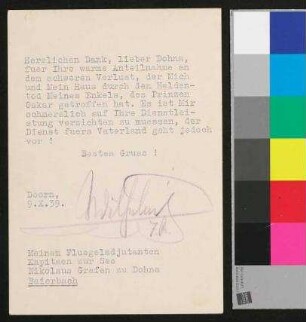 Herzlichen Dank, lieber Dohna,
fuer Ihre warme Anteilnahme an
dem schweren Verlust, der Mich
und Mein Haus durch den Helden-
tod Meines Enkels, des Prinzen
Oskar getroffen hat. Es ist Mir
schmerzlich auf Ihre Dienstlei-
stung verzichten zu muessen, der
Dienst fuers Vaterland geht jedoch
vor !
Besten Gruss !
Doorn,
9.X.39.
Wilhelm
I.R.
Meinem Fluegeladjutanten
Kapitaen zur See
Nikolaus Grafen zu Dohna